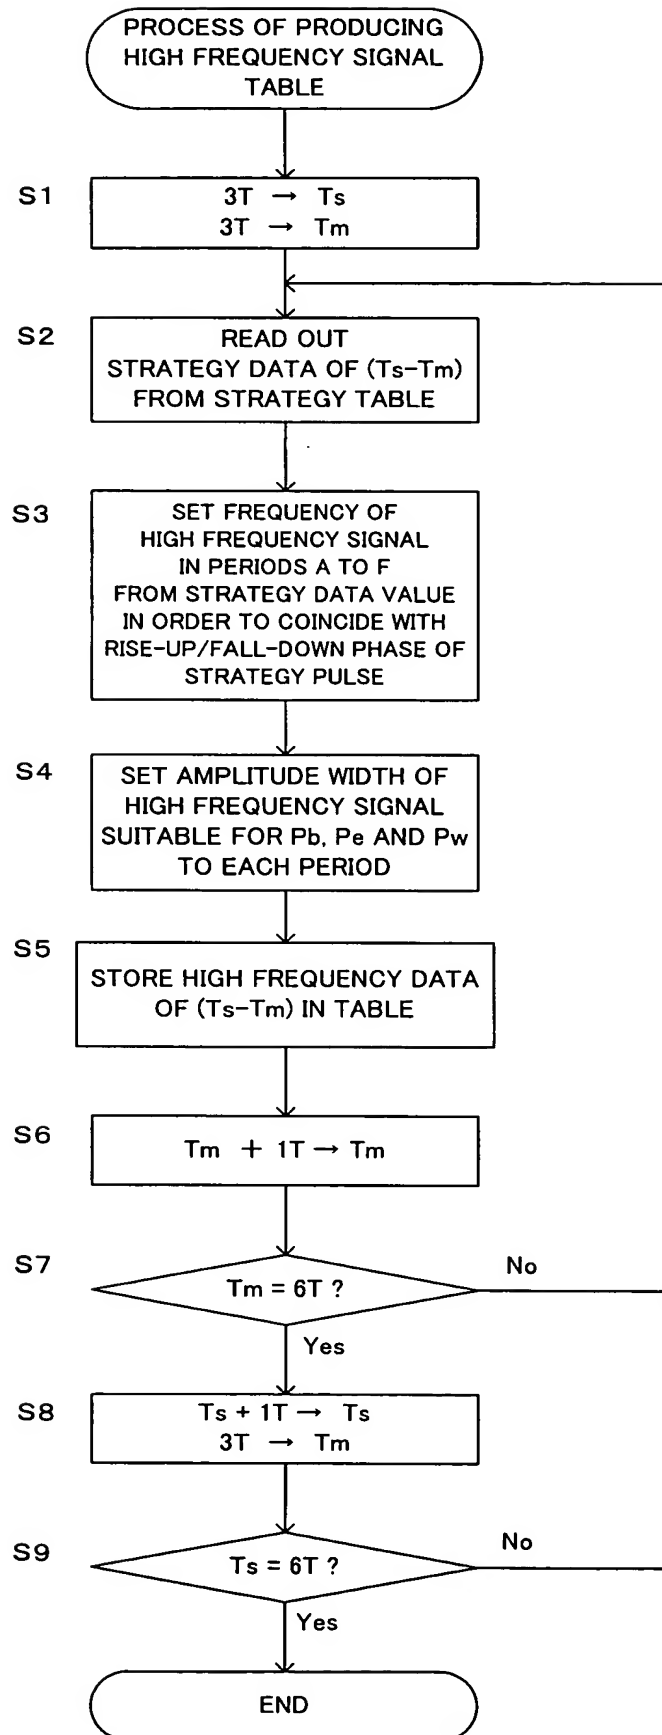 PROCESS OF PRODUCING
HIGH FREQUENCY SIGNAL
TABLE
S1
3T → Ts
3T → Tm
S2
READ OUT
STRATEGY DATA OF (Ts-Tm)
FROM STRATEGY TABLE
S3
SET FREQUENCY OF
HIGH FREQUENCY SIGNAL
IN PERIODS A TO F
FROM STRATEGY DATA VALUE
IN ORDER TO COINCIDE WITH
RISE-UP/FALL-DOWN PHASE OF
STRATEGY PULSE
S4
SET AMPLITUDE WIDTH OF
HIGH FREQUENCY SIGNAL
SUITABLE FOR Pb, Pe AND Pw
TO EACH PERIOD
S5
STORE HIGH FREQUENCY DATA
OF (Ts-Tm) IN TABLE
S6
Tm + 1T → Tm
S7
Tm = 6T ?
No
Yes
S8
Ts + 1T → Ts
3T → Tm
S9
Ts = 6T ?
No
Yes
END